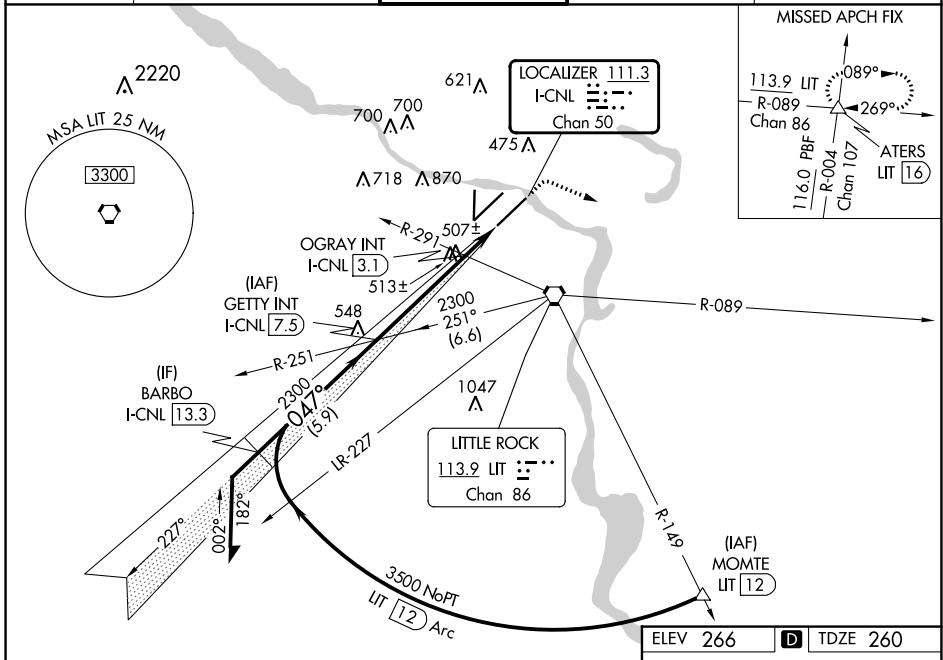 MISSED APCH FIX
113.9 LIT
R-089
Chan 86
089°
269°
ATERS
LIT 16
116.0 PBF
R-004
Chan 107
2220
MSA LIT 25 NM
3300
621
700
700
475
718
870
LOCALIZER 111.3
I-CNL
Chan 50
R-291
507±
OGRAY INT
I-CNL 3.1
513±
(IAF)
GETTY INT
I-CNL 7.5
548
2300
251°
(6.6)
R-089
R-251
(IF)
BARBO
I-CNL 13.3
2300
047°
(5.9)
1047
LR-227
LITTLE ROCK
113.9 LIT
Chan 86
R-149
227°
002°
182°
(IAF)
MOMTE
LIT 12
3500 NoPT
LIT 12 Arc
ELEV 266
D
TDZE 260